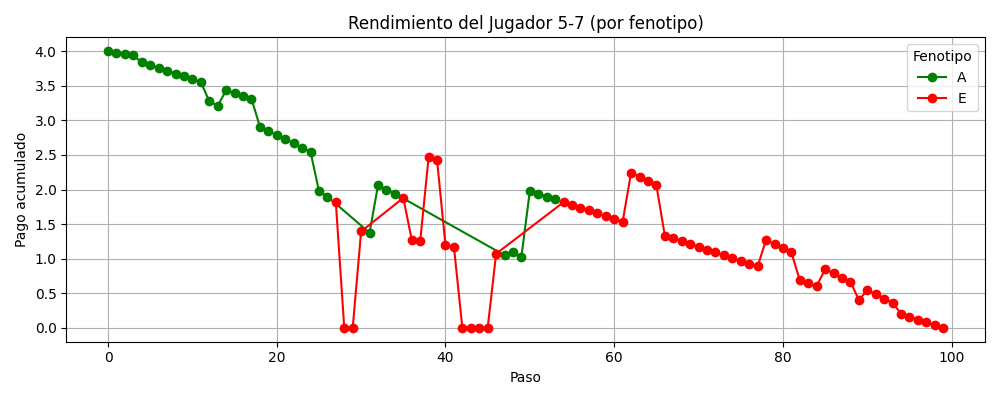 Rendimiento del Jugador 5-7 (por fenotipo)
Pago acumulado
4.0
3.5
3.0
2.5
2.0
1.5
1.0
0.5
0.0
Fenotipo
A
E
0 20 40 60 80 100
Paso